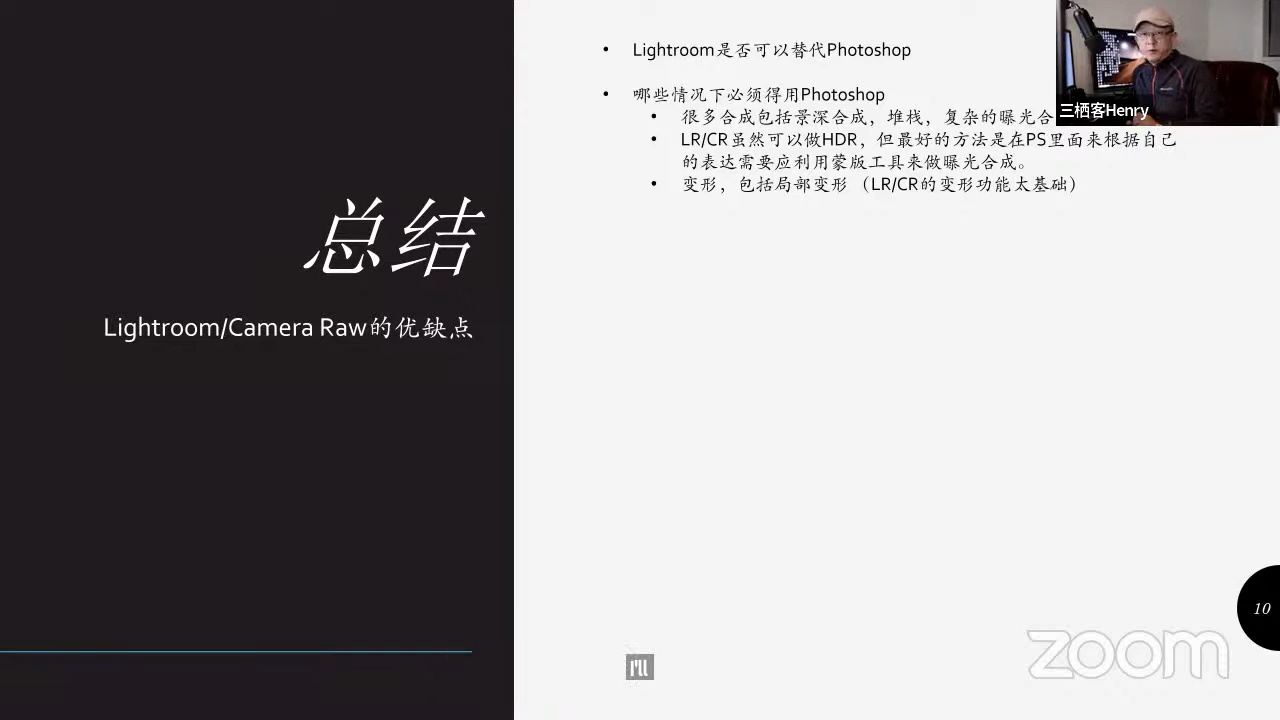 总结
Lightroom/Camera Raw的优缺点
• Lightroom是否可以替代Photoshop
• 哪些情况下必须得用Photoshop
• 很多合成包括景深合成，堆栈，复杂的曝光合
• LR/CR虽然可以做HDR，但最好的方法是在PS里面来根据自己
的表达需要应利用蒙版工具来做曝光合成。
• 变形，包括局部变形（LR/CR的变形功能太基础）
三栖客Henry
10
zoom